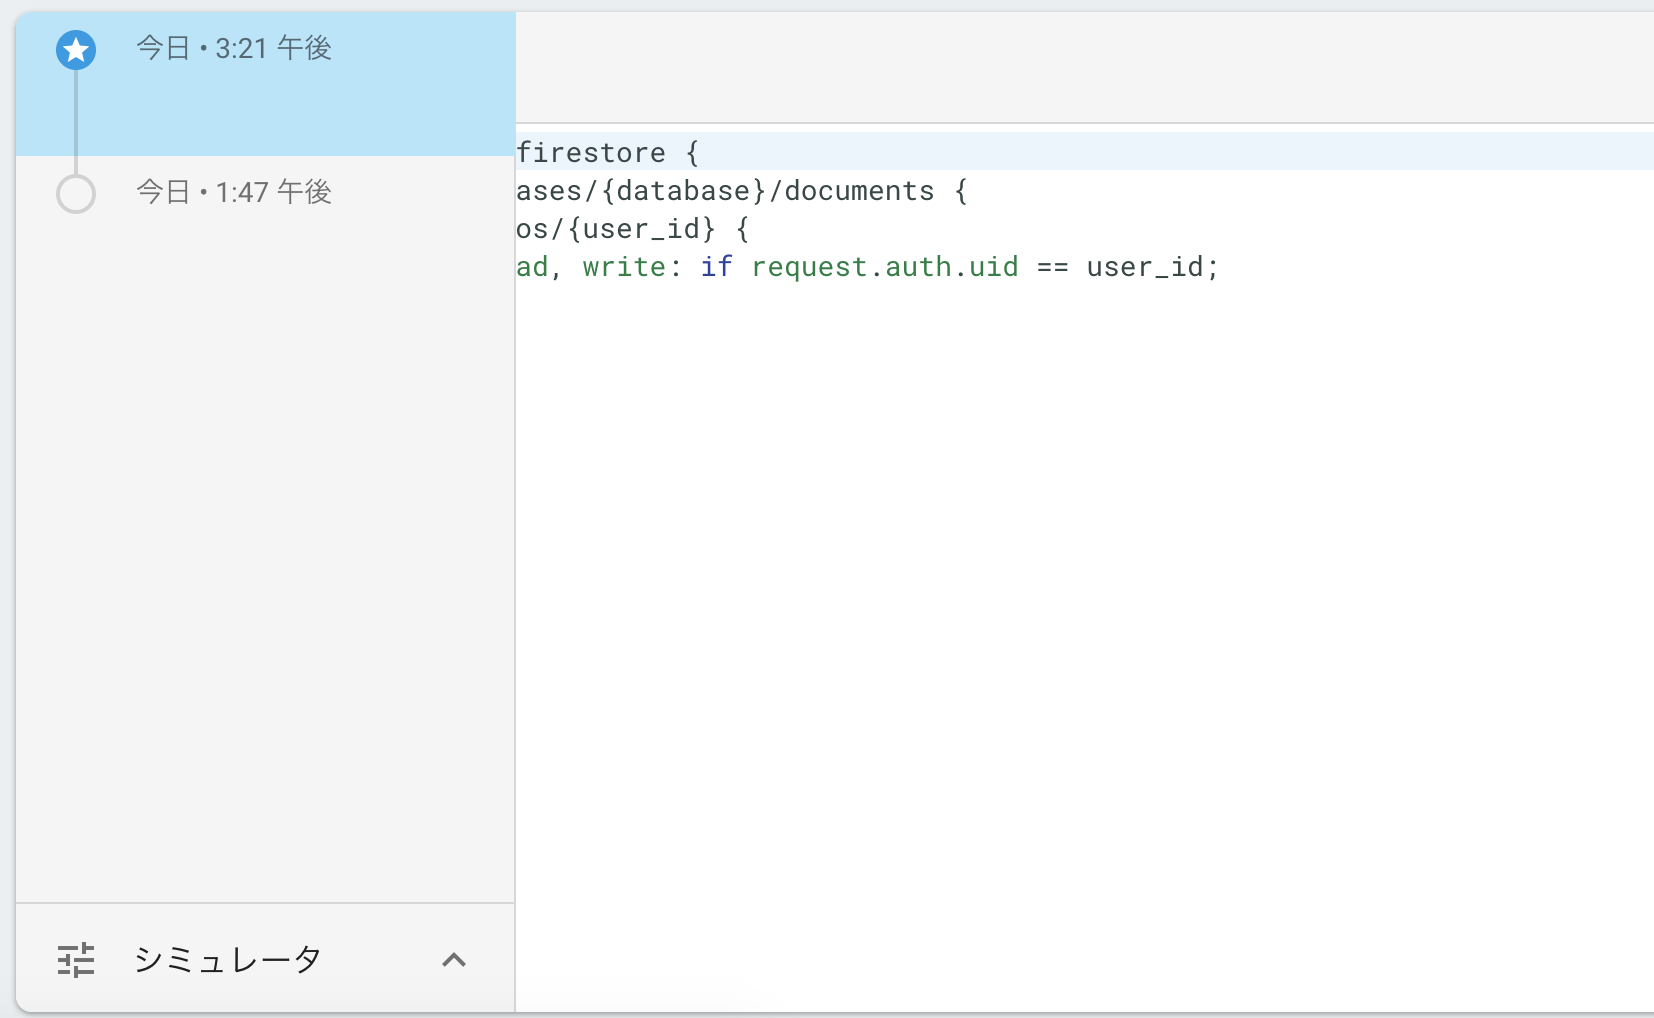 今日 • 3:21 午後
今日 • 1:47 午後
firestore {
ases/{database}/documents {
os/{user_id} {
ad, write: if request.auth.uid == user_id;
シミュレータ